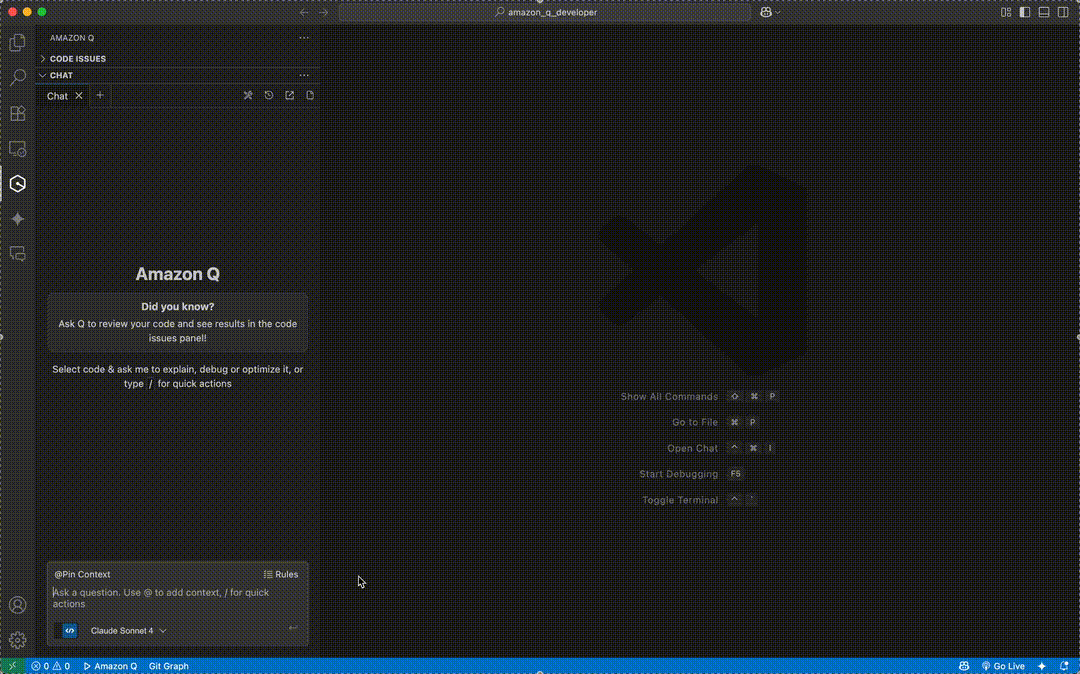 amazon_q_developer
AMAZON Q
CODE ISSUES
CHAT
Chat
Amazon Q
Did you know?
Ask Q to review your code and see results in the code
issues panel!
Select code & ask me to explain, debug or optimize it, or
type / for quick actions
Show All Commands ⇧ ⌘ P
Go to File ⌘ P
Open Chat ^ ⌘ I
Start Debugging F5
Toggle Terminal ^ `
@Pin Context Rules
Ask a question. Use @ to add context, / for quick
actions
Claude Sonnet 4
0 0 Amazon Q Git Graph Go Live